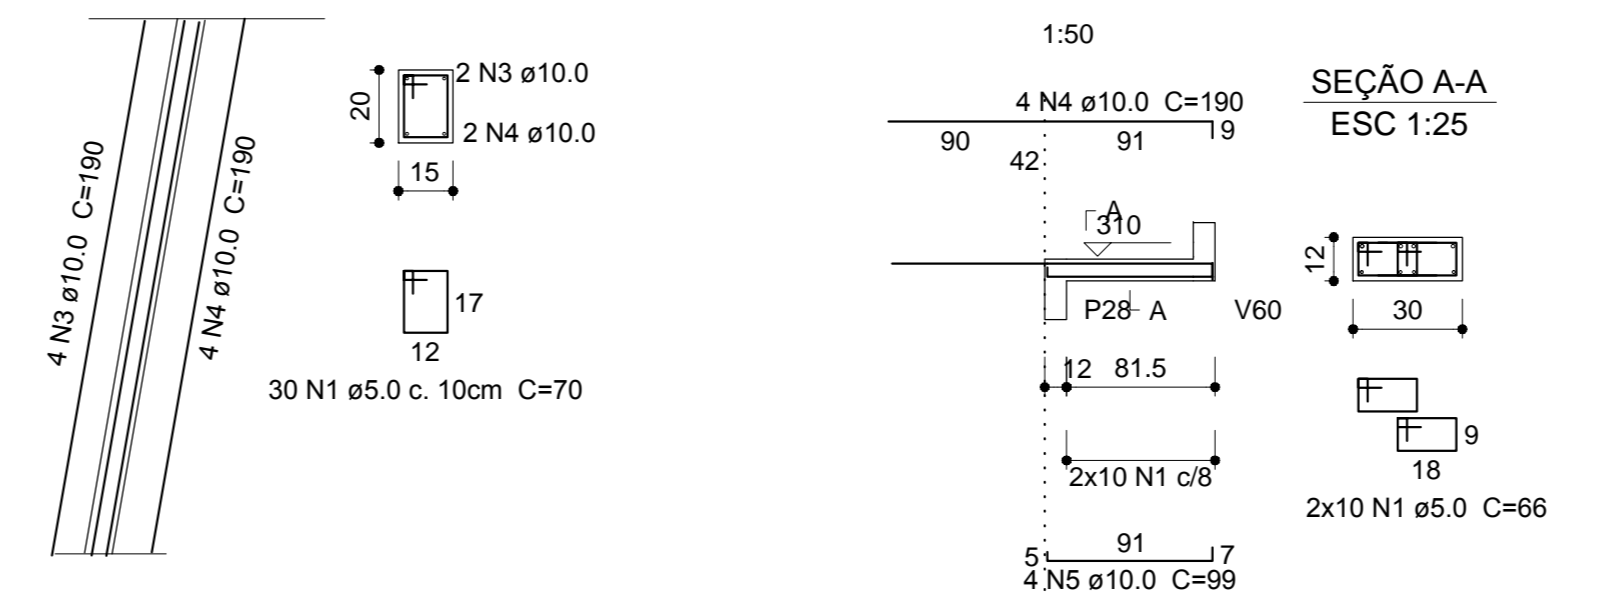 4 N3 ø10.0 C=190
4 N4 ø10.0 C=190
20
2 N3 ø10.0
2 N4 ø10.0
15
17
12
30 N1 ø5.0 c. 10cm C=70
1:50
4 N4 ø10.0 C=190
90
91
9
42
A
310
P28
A
V60
12
81.5
2x10 N1 c/8
91
5
7
4 N5 ø10.0 C=99
SEÇÃO A-A
ESC 1:25
12
30
9
18
2x10 N1 ø5.0 C=66